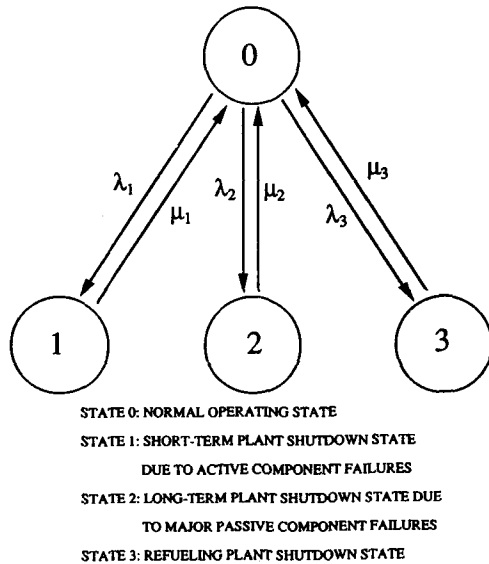 0
λ₁
μ₁
λ₂
μ₂
λ₃
μ₃
1
2
3
STATE 0: NORMAL OPERATING STATE
STATE 1: SHORT-TERM PLANT SHUTDOWN STATE
DUE TO ACTIVE COMPONENT FAILURES
STATE 2: LONG-TERM PLANT SHUTDOWN STATE DUE
TO MAJOR PASSIVE COMPONENT FAILURES
STATE 3: REFUELING PLANT SHUTDOWN STATE